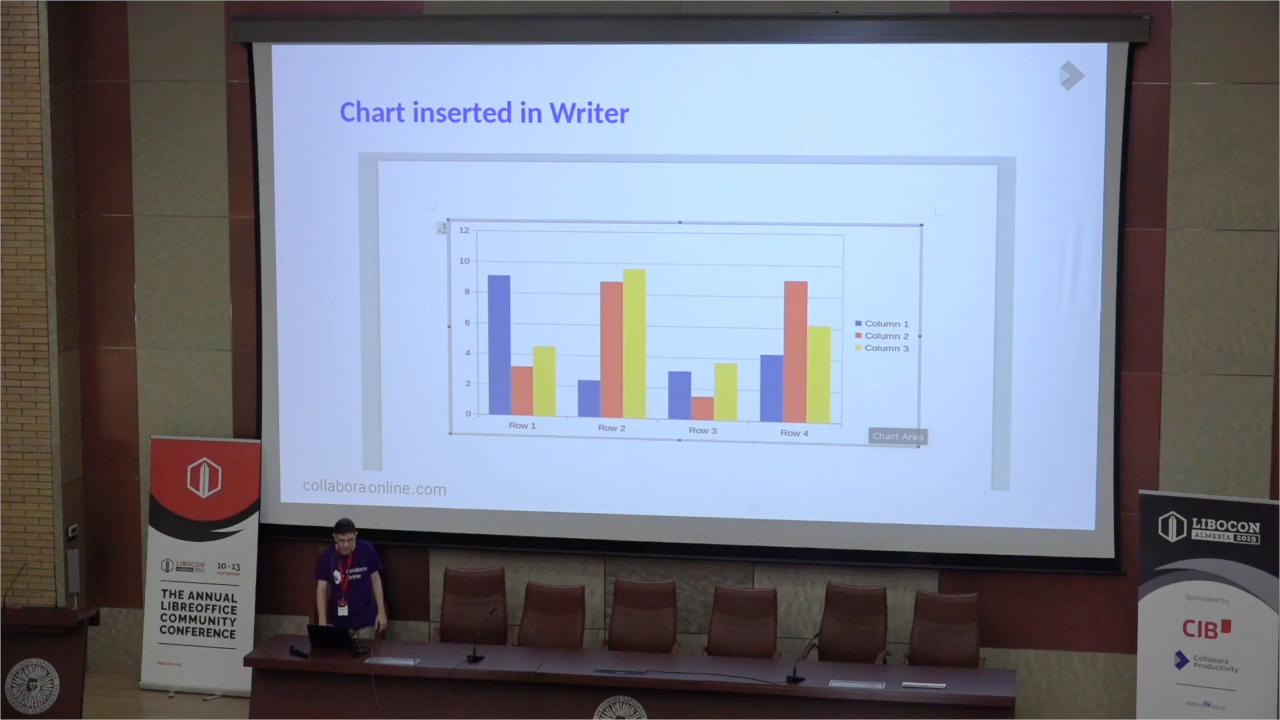 Chart inserted in Writer
12
10
8
6
4
2
0
Row 1
Row 2
Row 3
Row 4
Column 1
Column 2
Column 3
Chart Area
collaboraonline.com
LIBOCON
10-13
THE ANNUAL
LIBREOFFICE
COMMUNITY
CONFERENCE
Collabora
Online
LIBOCON
ALMERÍA 2019
Sponsored by
CIB
Collabora
Productivity